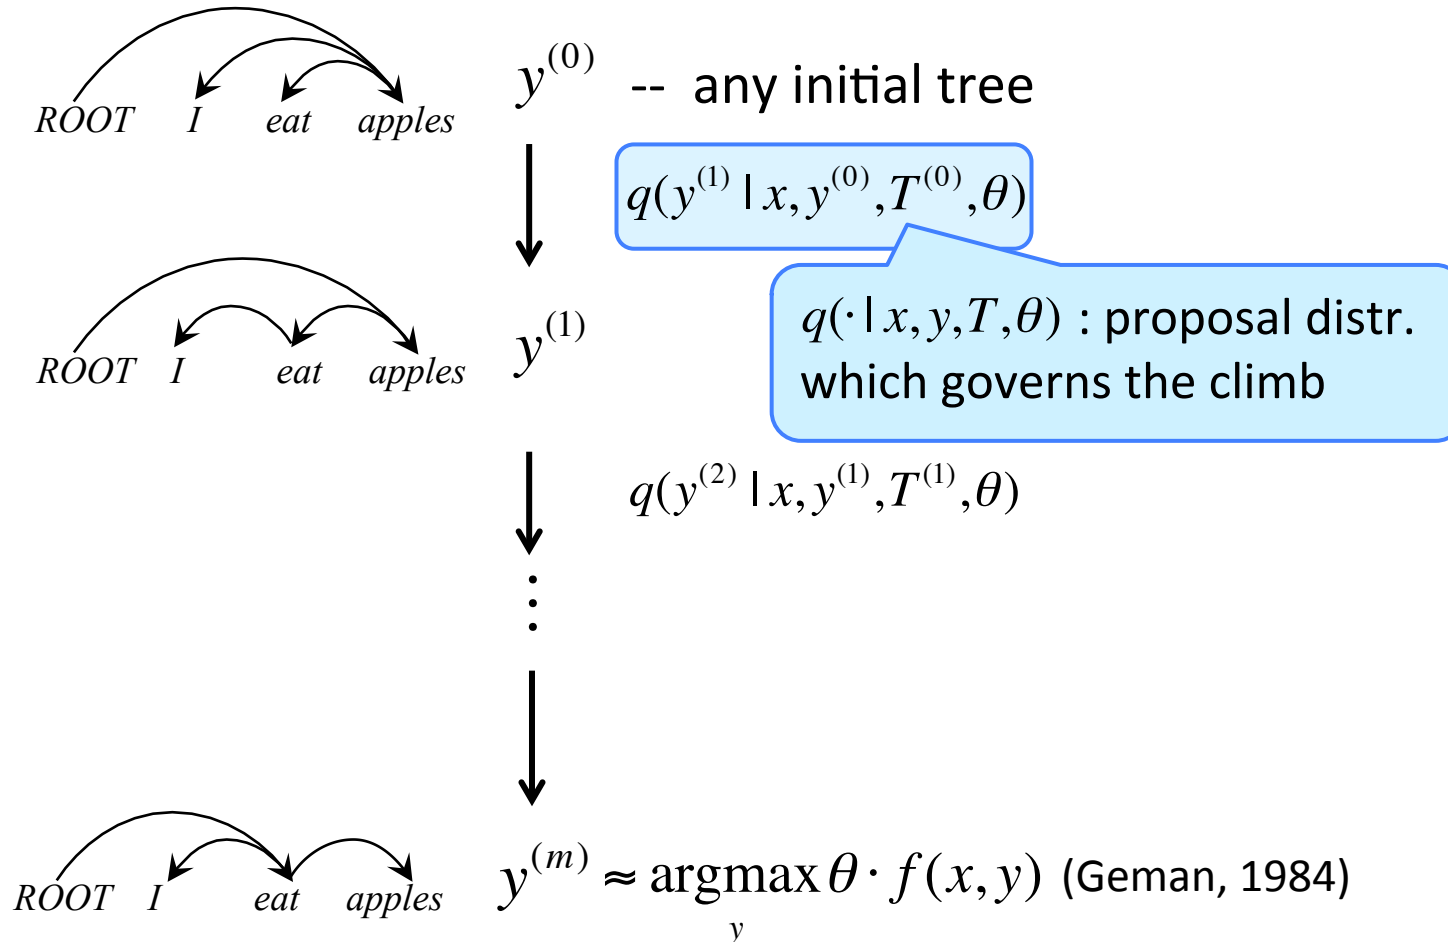 y^{(0)} -- any initial tree
ROOT I eat apples
q(y^{(1)} | x, y^{(0)}, T^{(0)}, θ)
q(· | x, y, T, θ) : proposal distr.
which governs the climb
y^{(1)}
ROOT I eat apples
q(y^{(2)} | x, y^{(1)}, T^{(1)}, θ)
⋮
y^{(m)} ≈ argmax θ · f(x, y) (Geman, 1984)
y
ROOT I eat apples